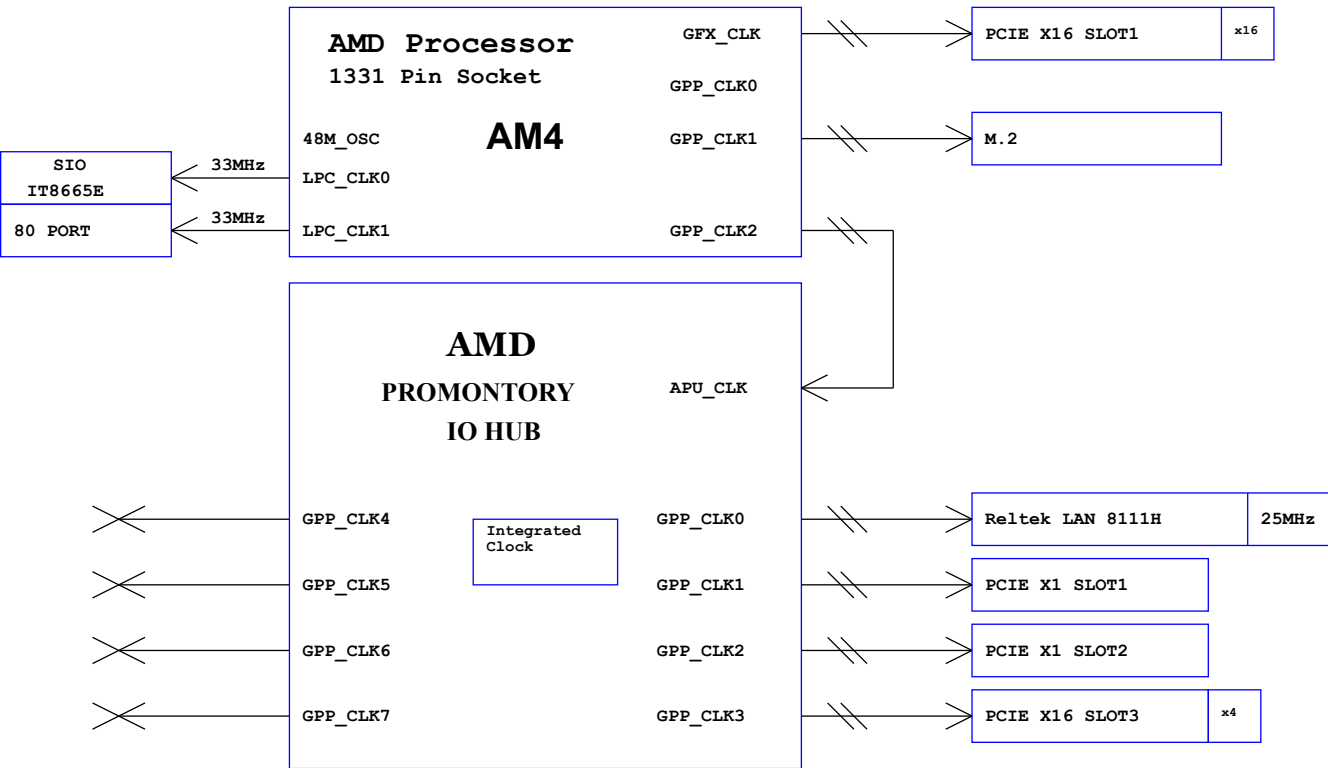 AMD Processor
1331 Pin Socket
AM4
GFX_CLK
GPP_CLK0
GPP_CLK1
GPP_CLK2
48M_OSC
LPC_CLK0
LPC_CLK1
33MHz
33MHz
SIO
IT8665E
80 PORT
PCIE X16 SLOT1
x16
M.2
AMD
PROMONTORY
IO HUB
APU_CLK
Integrated
Clock
GPP_CLK4
GPP_CLK5
GPP_CLK6
GPP_CLK7
GPP_CLK0
GPP_CLK1
GPP_CLK2
GPP_CLK3
Reltek LAN 8111H
25MHz
PCIE X1 SLOT1
PCIE X1 SLOT2
PCIE X16 SLOT3
x4